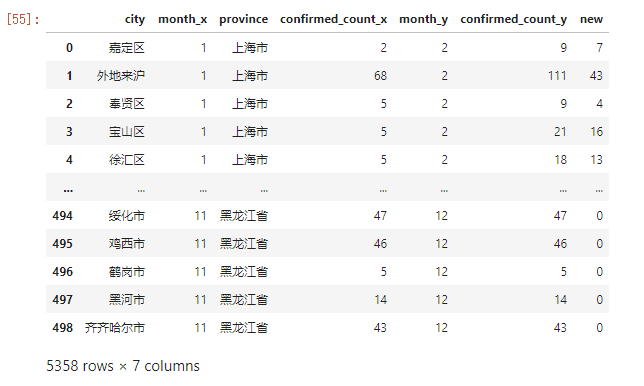 [55]:
city month_x province confirmed_count_x month_y confirmed_count_y new
0 嘉定区 1 上海市 2 2 9 7
1 外地来沪 1 上海市 68 2 111 43
2 奉贤区 1 上海市 5 2 9 4
3 宝山区 1 上海市 5 2 21 16
4 徐汇区 1 上海市 5 2 18 13
... ... ... ... ... ... ... ...
494 绥化市 11 黑龙江省 47 12 47 0
495 鸡西市 11 黑龙江省 46 12 46 0
496 鹤岗市 11 黑龙江省 5 12 5 0
497 黑河市 11 黑龙江省 14 12 14 0
498 齐齐哈尔市 11 黑龙江省 43 12 43 0
5358 rows × 7 columns